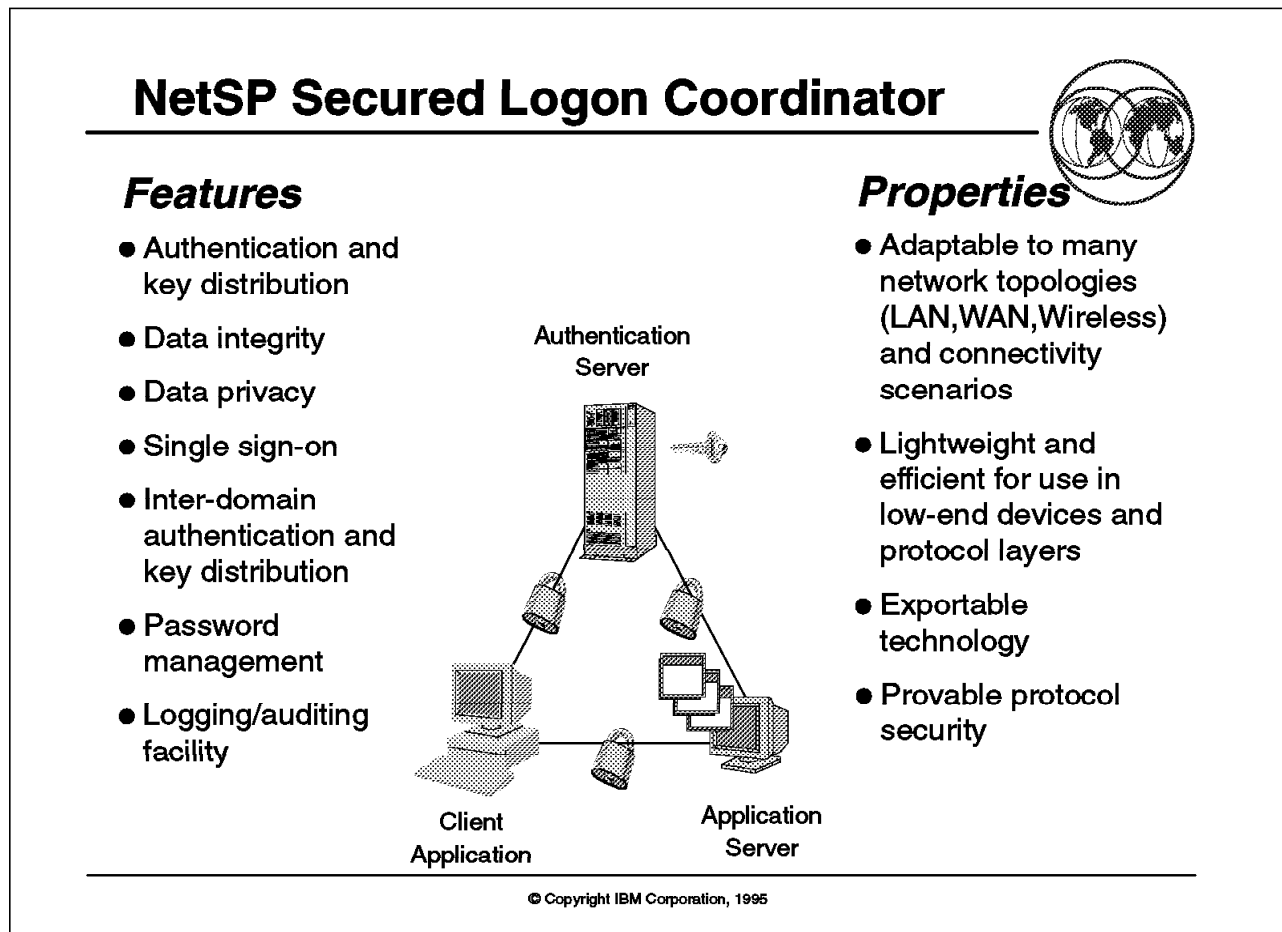 NetSP Secured Logon Coordinator
Features
● Authentication and
key distribution
● Data integrity
● Data privacy
● Single sign-on
● Inter-domain
authentication and
key distribution
● Password
management
● Logging/auditing
facility
Authentication
Server
Client
Application
Application
Server
Properties
● Adaptable to many
network topologies
(LAN,WAN,Wireless)
and connectivity
scenarios
● Lightweight and
efficient for use in
low-end devices and
protocol layers
● Exportable
technology
● Provable protocol
security
© Copyright IBM Corporation, 1995